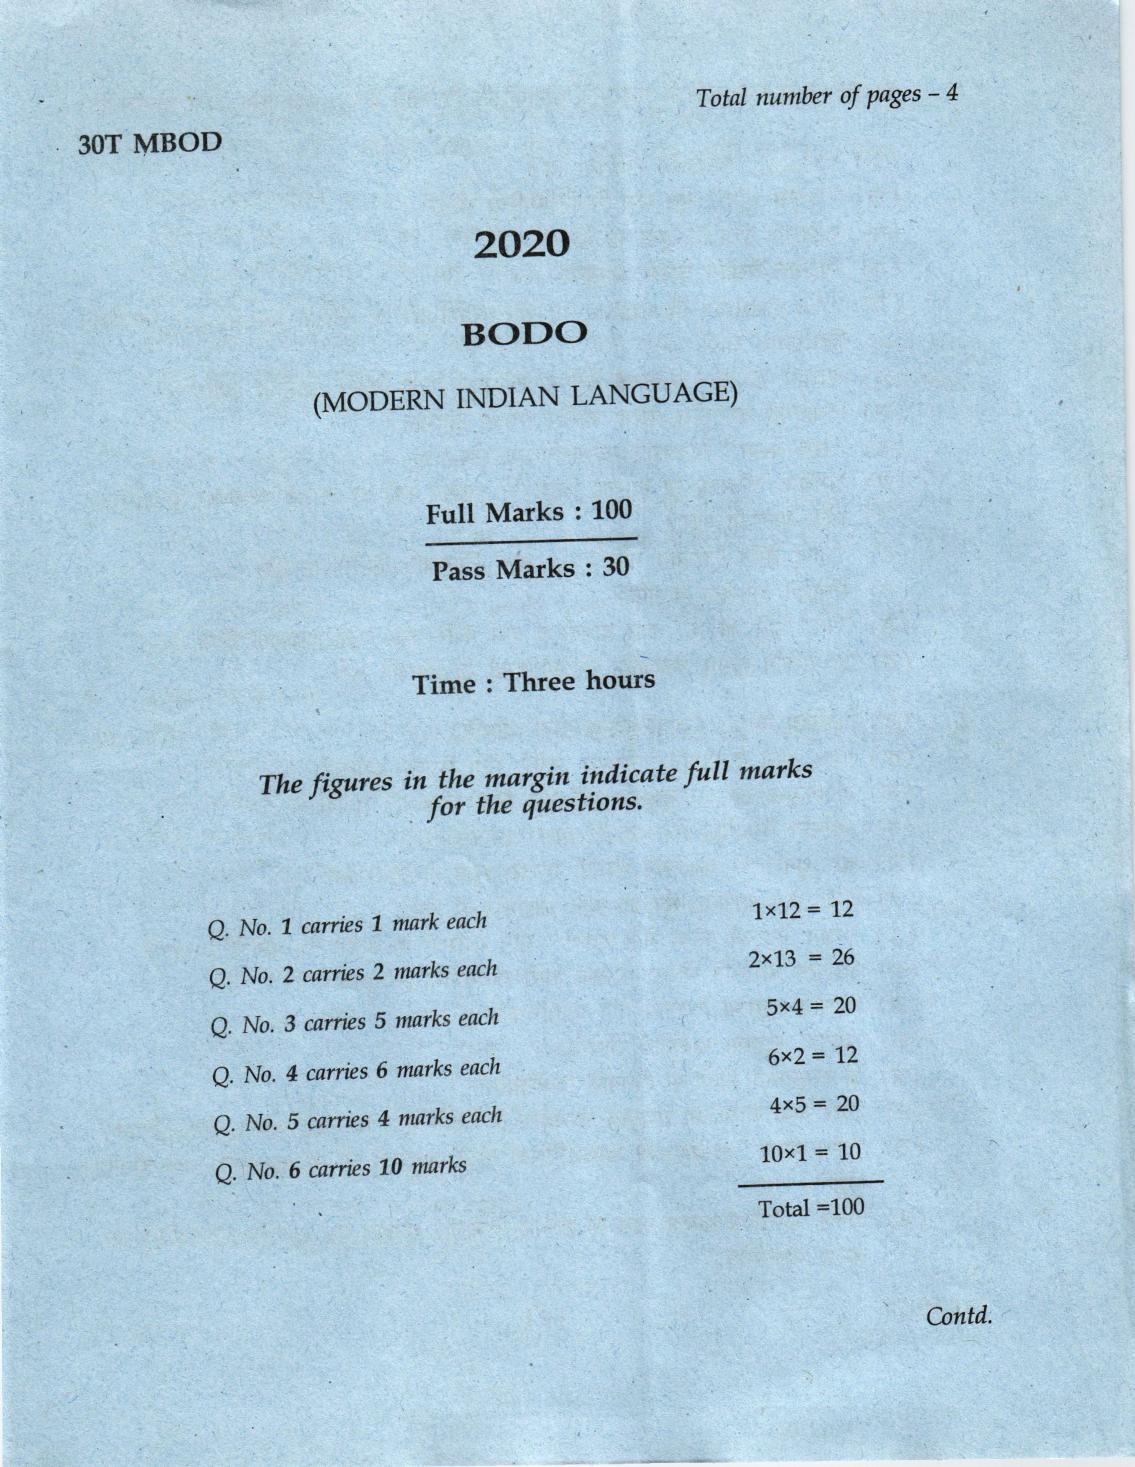 Total number of pages – 4
30T MBOD
2020
BODO
(MODERN INDIAN LANGUAGE)
Full Marks : 100
Pass Marks : 30
Time : Three hours
The figures in the margin indicate full marks
for the questions.
Q. No. 1 carries 1 mark each 1×12 = 12
Q. No. 2 carries 2 marks each 2×13 = 26
Q. No. 3 carries 5 marks each 5×4 = 20
Q. No. 4 carries 6 marks each 6×2 = 12
Q. No. 5 carries 4 marks each 4×5 = 20
Q. No. 6 carries 10 marks 10×1 = 10
Total =100
Contd.